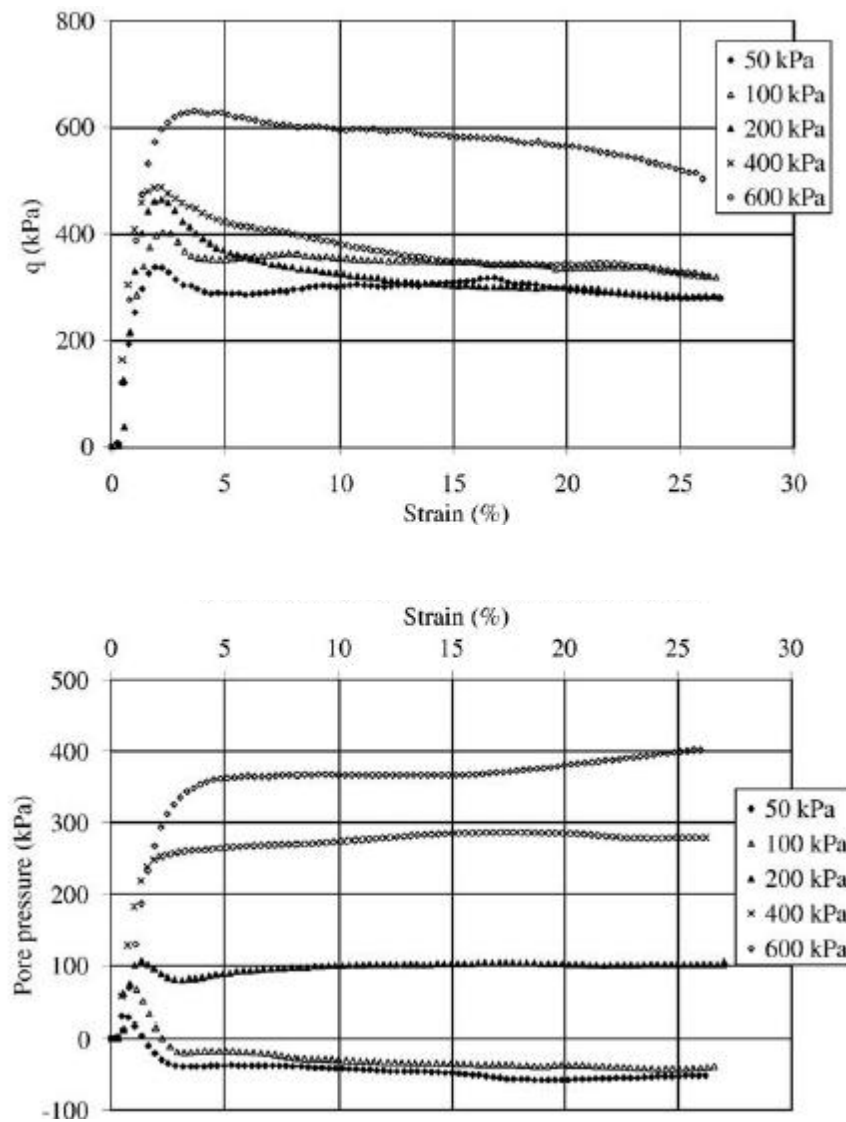 800
600
400
200
0
q (kPa)
50 kPa
100 kPa
200 kPa
400 kPa
600 kPa
0 5 10 15 20 25 30
Strain (%)
Strain (%)
0 5 10 15 20 25 30
500
400
300
200
100
0
-100
Pore pressure (kPa)
50 kPa
100 kPa
200 kPa
400 kPa
600 kPa